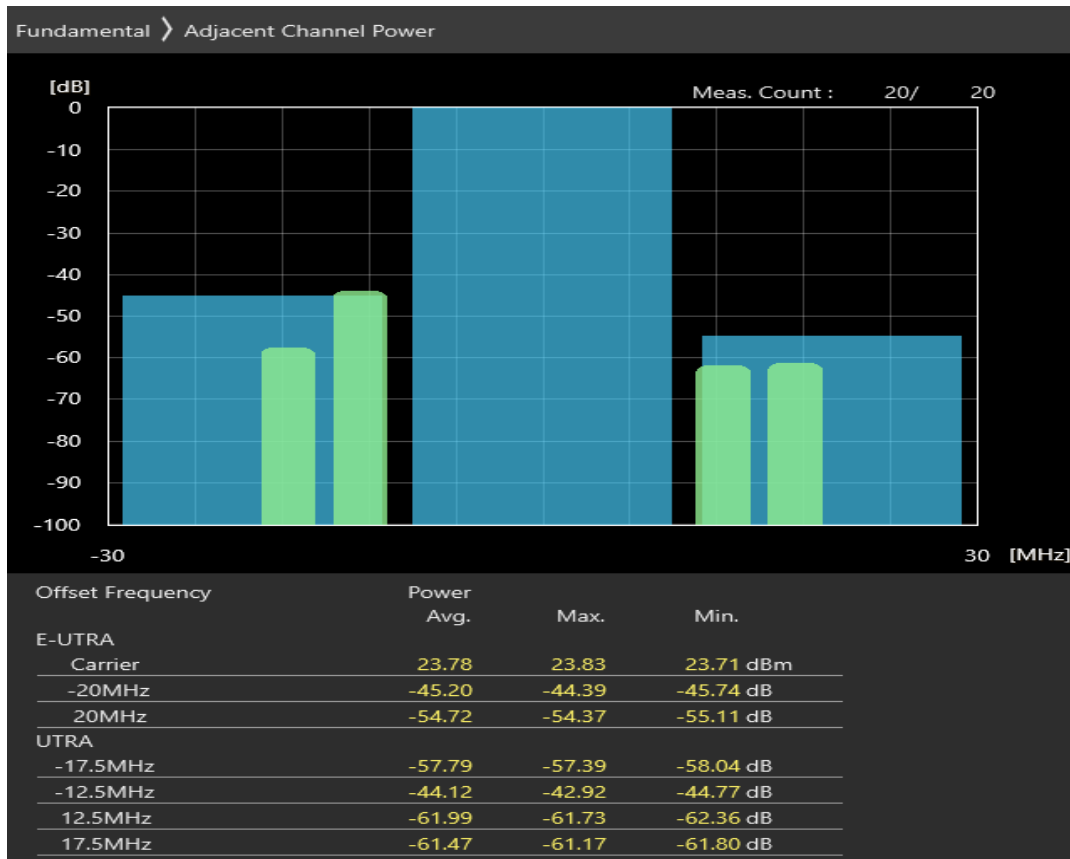 Fundamental ❯ Adjacent Channel Power
[dB]
Meas. Count : 20/ 20
0
-10
-20
-30
-40
-50
-60
-70
-80
-90
-100
-30 30 [MHz]
Offset Frequency Power
Avg. Max. Min.
E-UTRA
Carrier 23.78 23.83 23.71 dBm
-20MHz -45.20 -44.39 -45.74 dB
20MHz -54.72 -54.37 -55.11 dB
UTRA
-17.5MHz -57.79 -57.39 -58.04 dB
-12.5MHz -44.12 -42.92 -44.77 dB
12.5MHz -61.99 -61.73 -62.36 dB
17.5MHz -61.47 -61.17 -61.80 dB